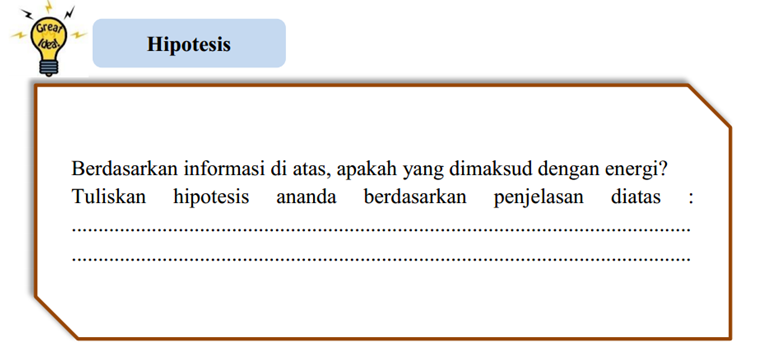 Great
Idea
Hipotesis
Berdasarkan informasi di atas, apakah yang dimaksud dengan energi?
Tuliskan hipotesis ananda berdasarkan penjelasan diatas :
................................................................................................................
................................................................................................................